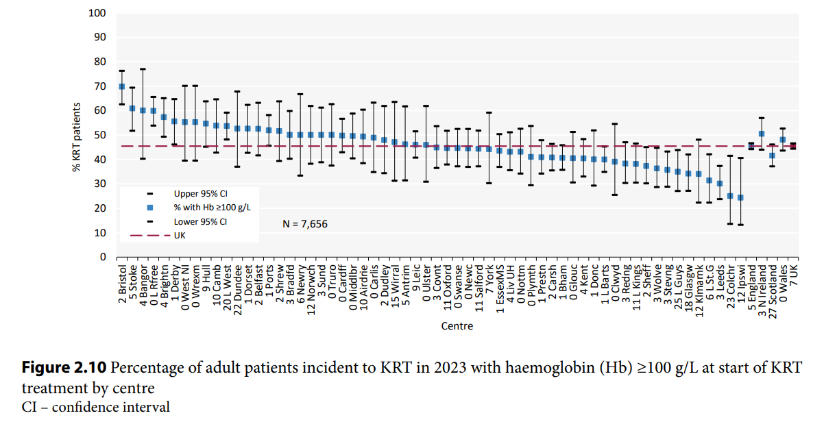 100
90
80
70
60
50
40
30
20
10
0
% KRT patients
Upper 95% CI
% with Hb ≥100 g/L
Lower 95% CI
UK
N = 7,656
2 Bristol
5 Stoke
4 Bangor
0 L Rfree
4 Brightn
1 Derby
0 West NI
0 Wrexm
9 Hull
10 Camb
20 L West
22 Dundee
1 Dorset
2 Belfast
1 Ports
2 Shrew
3 Bradfd
6 Newry
12 Norwch
3 Sund
0 Truro
0 Cardff
0 Middlbr
10 Airdrie
0 Carlis
2 Dudley
15 Wirral
5 Antrim
9 Leic
0 Ulster
3 Covnt
11 Oxford
0 Swanse
0 Newc
11 Salford
7 York
1 EssexMS
4 Liv UH
0 Nottm
0 Plymth
1 Prestn
2 Carsh
1 Bham
0 Glouc
4 Kent
1 Donc
1 L Barts
0 Clwyd
3 Redng
11 L Kings
2 Sheff
3 Wolve
3 Stevng
25 L Guys
18 Glasgw
12 Klmarnk
6 L St.G
3 Leeds
23 Colchr
12 Ipswi
5 England
3 N Ireland
27 Scotland
0 Wales
7 UK
Centre
Figure 2.10 Percentage of adult patients incident to KRT in 2023 with haemoglobin (Hb) ≥100 g/L at start of KRT
treatment by centre
CI – confidence interval